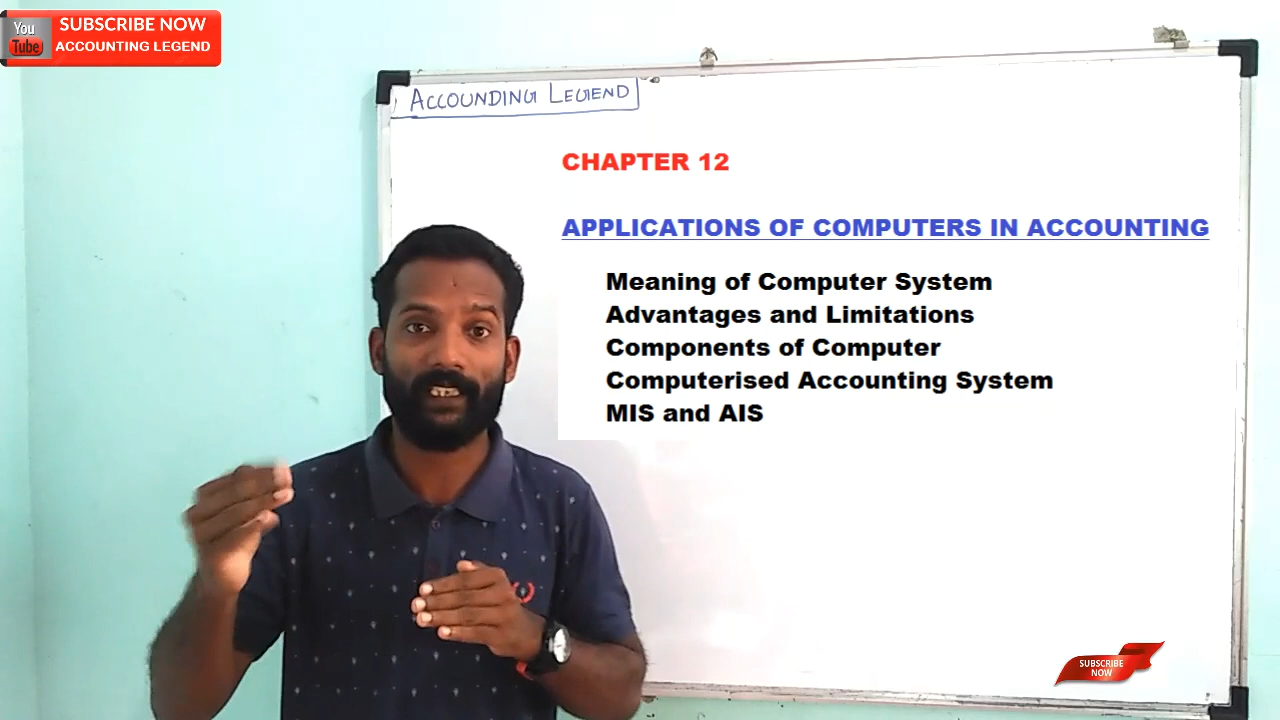 You
Tube
SUBSCRIBE NOW
ACCOUNTING LEGEND
ACCOUNDING LEGEND
CHAPTER 12
APPLICATIONS OF COMPUTERS IN ACCOUNTING
Meaning of Computer System
Advantages and Limitations
Components of Computer
Computerised Accounting System
MIS and AIS
SUBSCRIBE
NOW